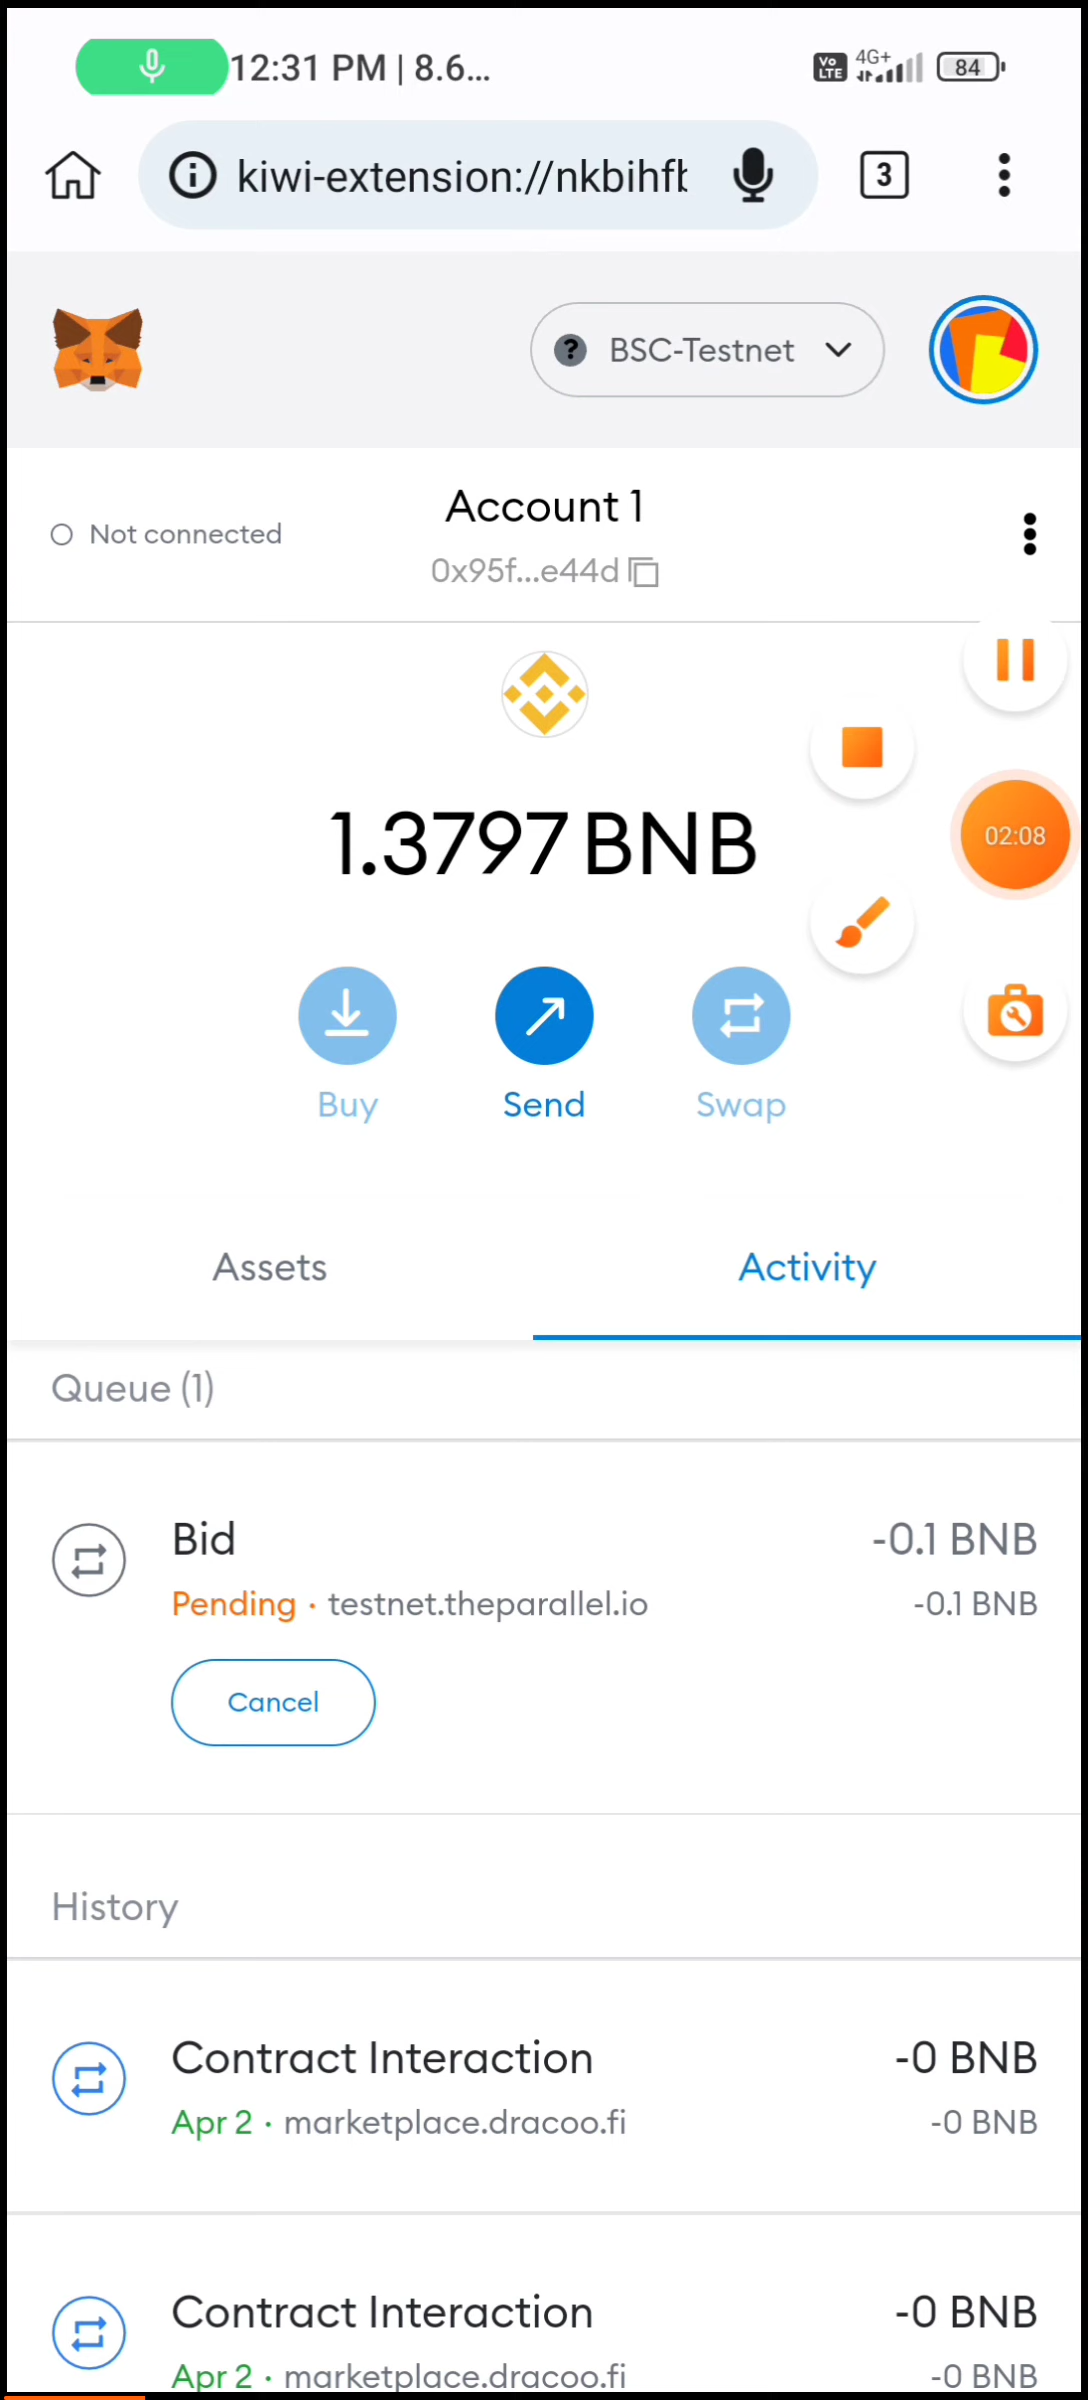 12:31 PM | 8.6...
Vo LTE 4G+ 84
kiwi-extension://nkbihfb
3
? BSC-Testnet
Account 1
Not connected
0x95f...e44d
1.3797 BNB
02:08
Buy
Send
Swap
Assets
Activity
Queue (1)
Bid -0.1 BNB
Pending · testnet.theparallel.io -0.1 BNB
Cancel
History
Contract Interaction -0 BNB
Apr 2 · marketplace.dracoo.fi -0 BNB
Contract Interaction -0 BNB
Apr 2 · marketplace.dracoo.fi -0 BNB